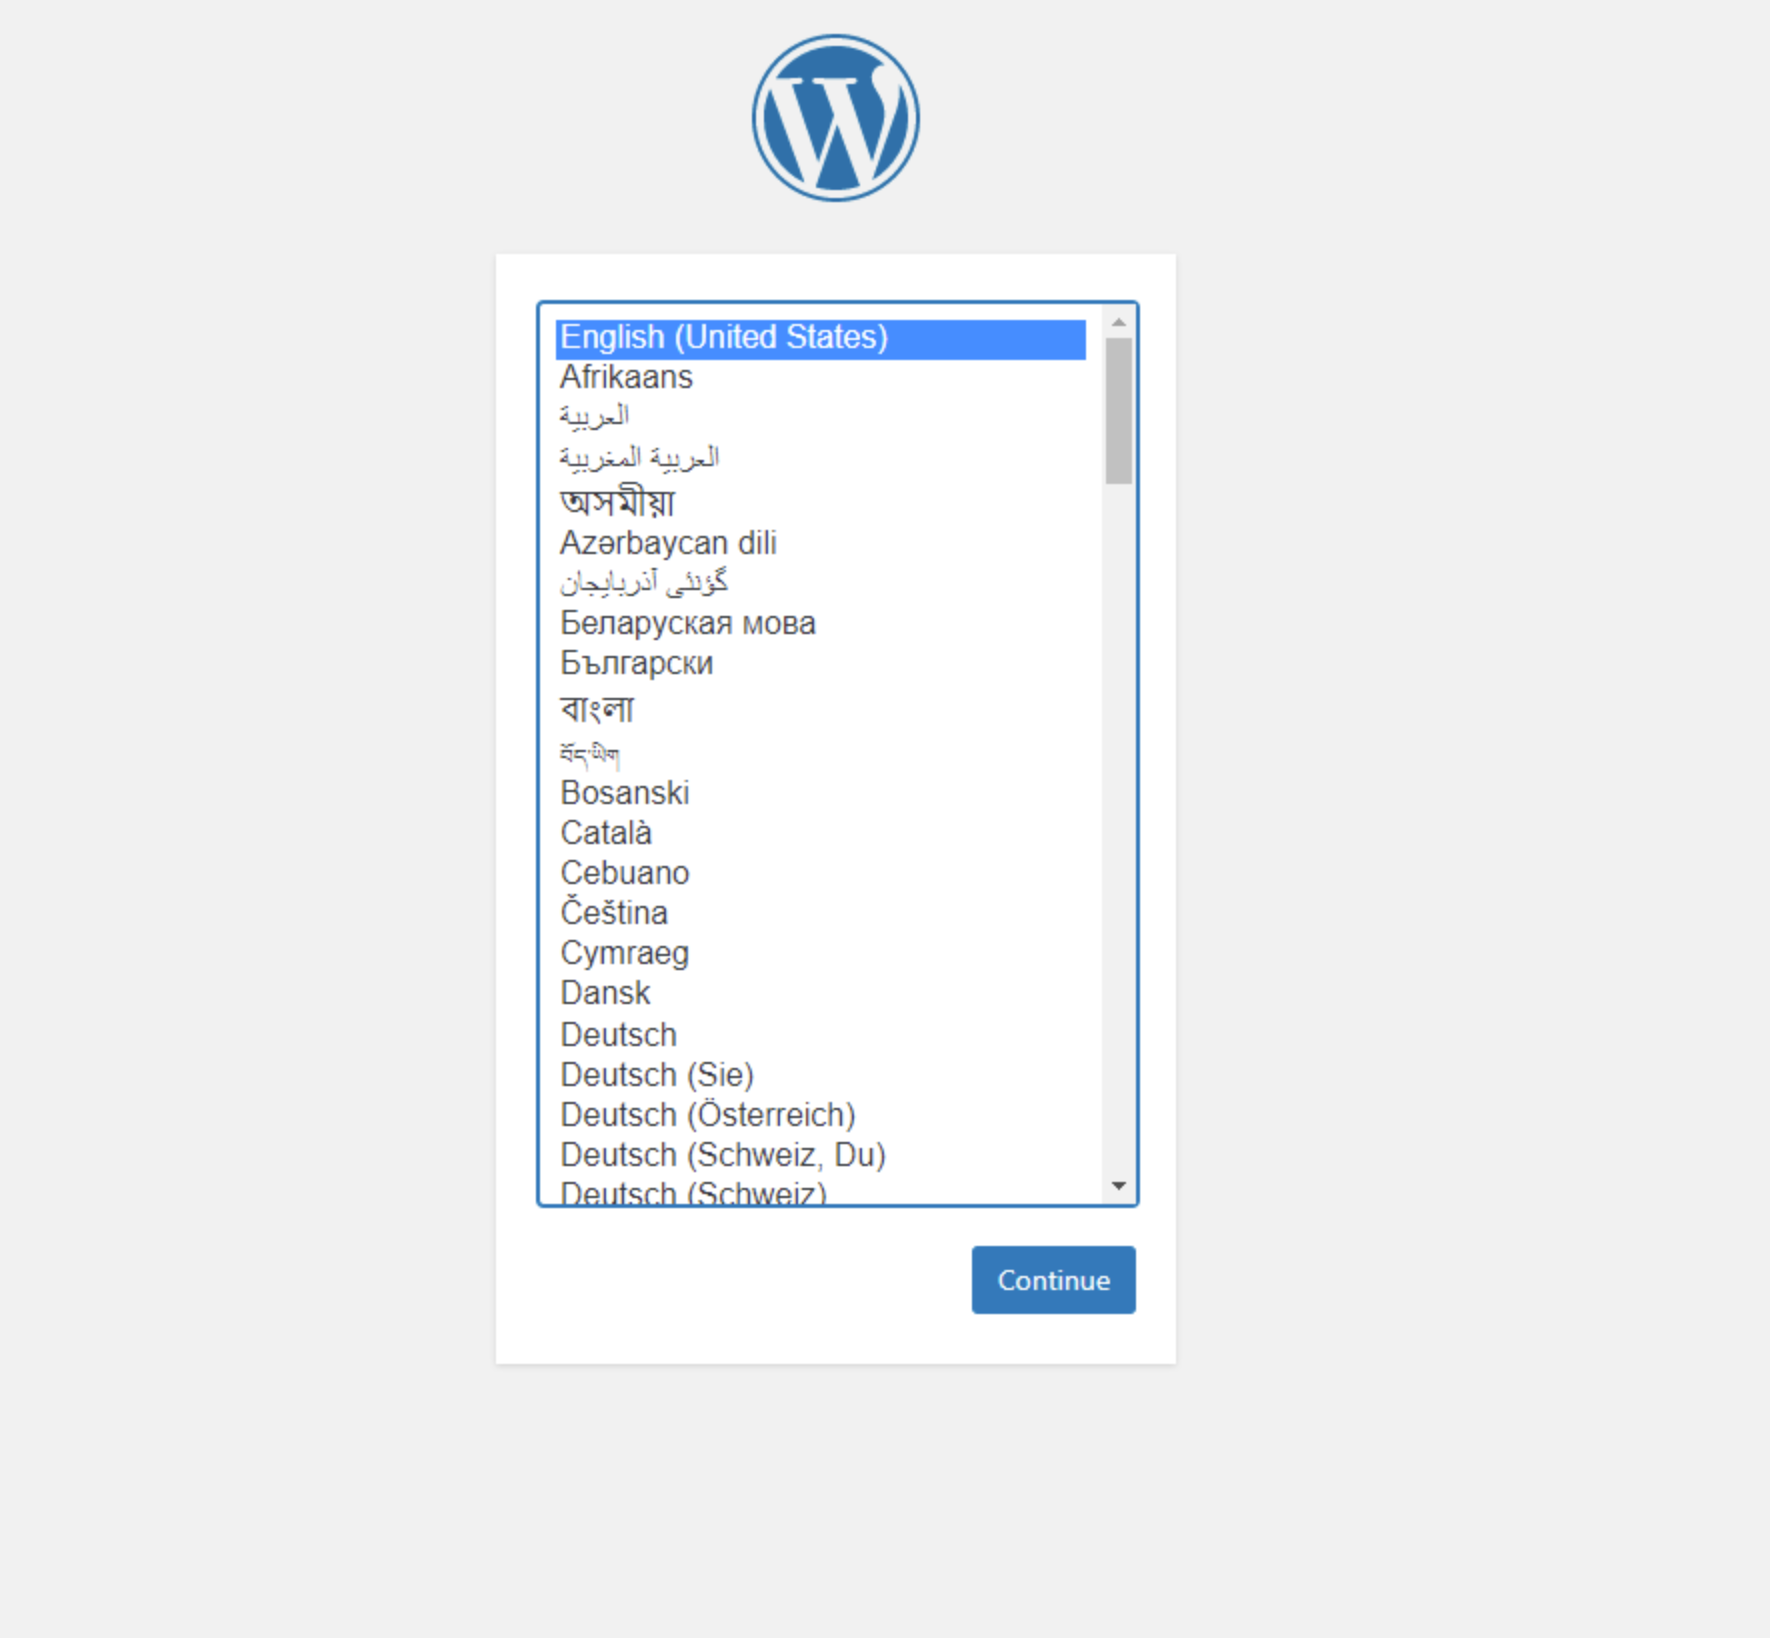 English (United States)
Afrikaans
العربية
العربية المغربية
অসমীয়া
Azərbaycan dili
گؤنئی آذربایجان
Беларуская мова
Български
বাংলা
བོད་ཡིག
Bosanski
Català
Cebuano
Čeština
Cymraeg
Dansk
Deutsch
Deutsch (Sie)
Deutsch (Österreich)
Deutsch (Schweiz, Du)
Deutsch (Schweiz)
Continue